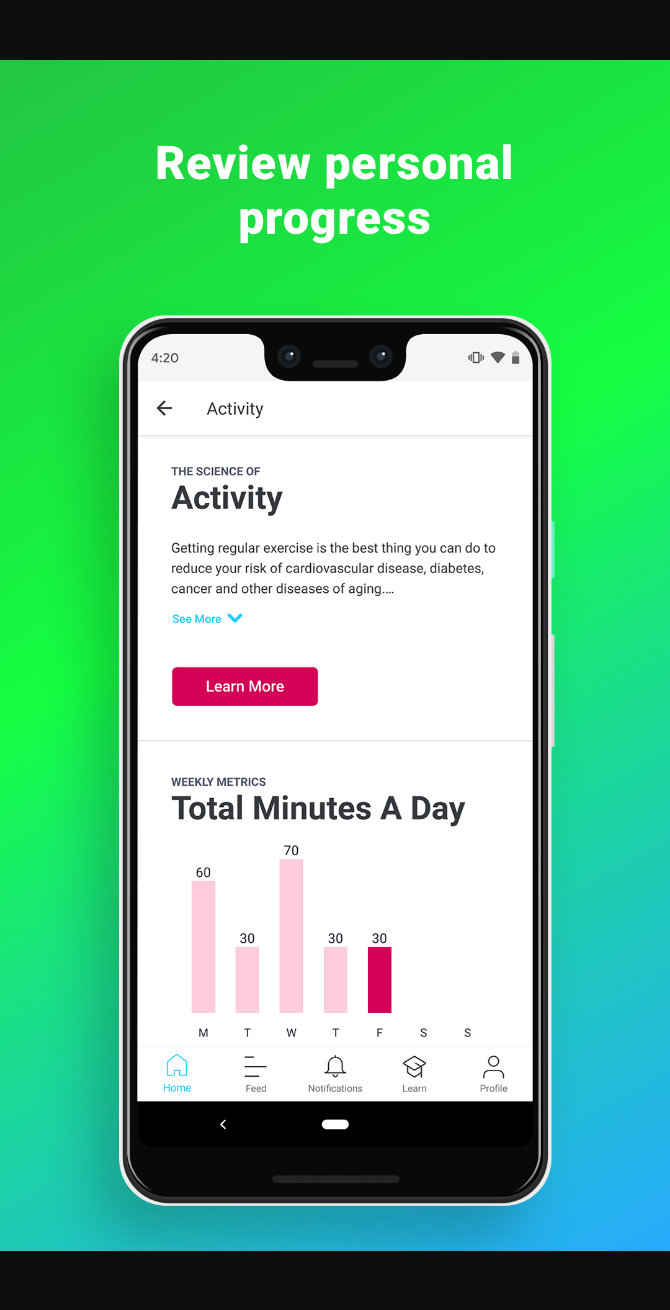 Review personal
progress
4:20
Activity
THE SCIENCE OF
Activity
Getting regular exercise is the best thing you can do to
reduce your risk of cardiovascular disease, diabetes,
cancer and other diseases of aging....
See More
Learn More
WEEKLY METRICS
Total Minutes A Day
60 30 70 30 30
M T W T F S S
Home Feed Notifications Learn Profile